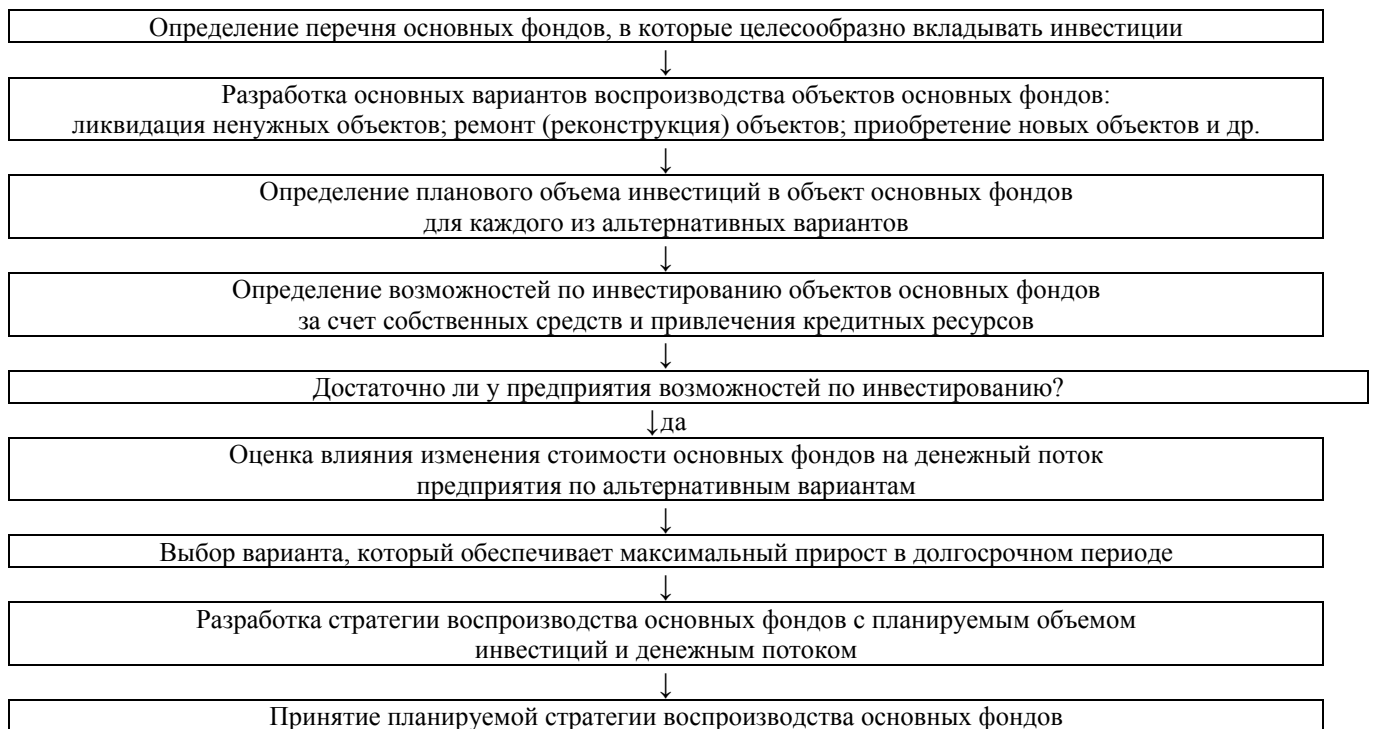 Определение перечня основных фондов, в которые целесообразно вкладывать инвестиции
↓
Разработка основных вариантов воспроизводства объектов основных фондов:
ликвидация ненужных объектов; ремонт (реконструкция) объектов; приобретение новых объектов и др.
↓
Определение планового объема инвестиций в объект основных фондов
для каждого из альтернативных вариантов
↓
Определение возможностей по инвестированию объектов основных фондов
за счет собственных средств и привлечения кредитных ресурсов
↓
Достаточно ли у предприятия возможностей по инвестированию?
↓да
Оценка влияния изменения стоимости основных фондов на денежный поток
предприятия по альтернативным вариантам
↓
Выбор варианта, который обеспечивает максимальный прирост в долгосрочном периоде
↓
Разработка стратегии воспроизводства основных фондов с планируемым объемом
инвестиций и денежным потоком
↓
Принятие планируемой стратегии воспроизводства основных фондов